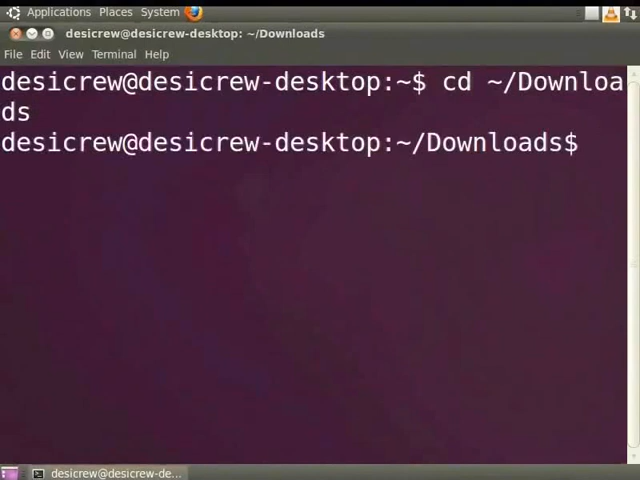 Applications Places System
desicrew@desicrew-desktop: ~/Downloads
File Edit View Terminal Help
desicrew@desicrew-desktop:~$ cd ~/Downloa
ds
desicrew@desicrew-desktop:~/Downloads$
desicrew@desicrew-de...